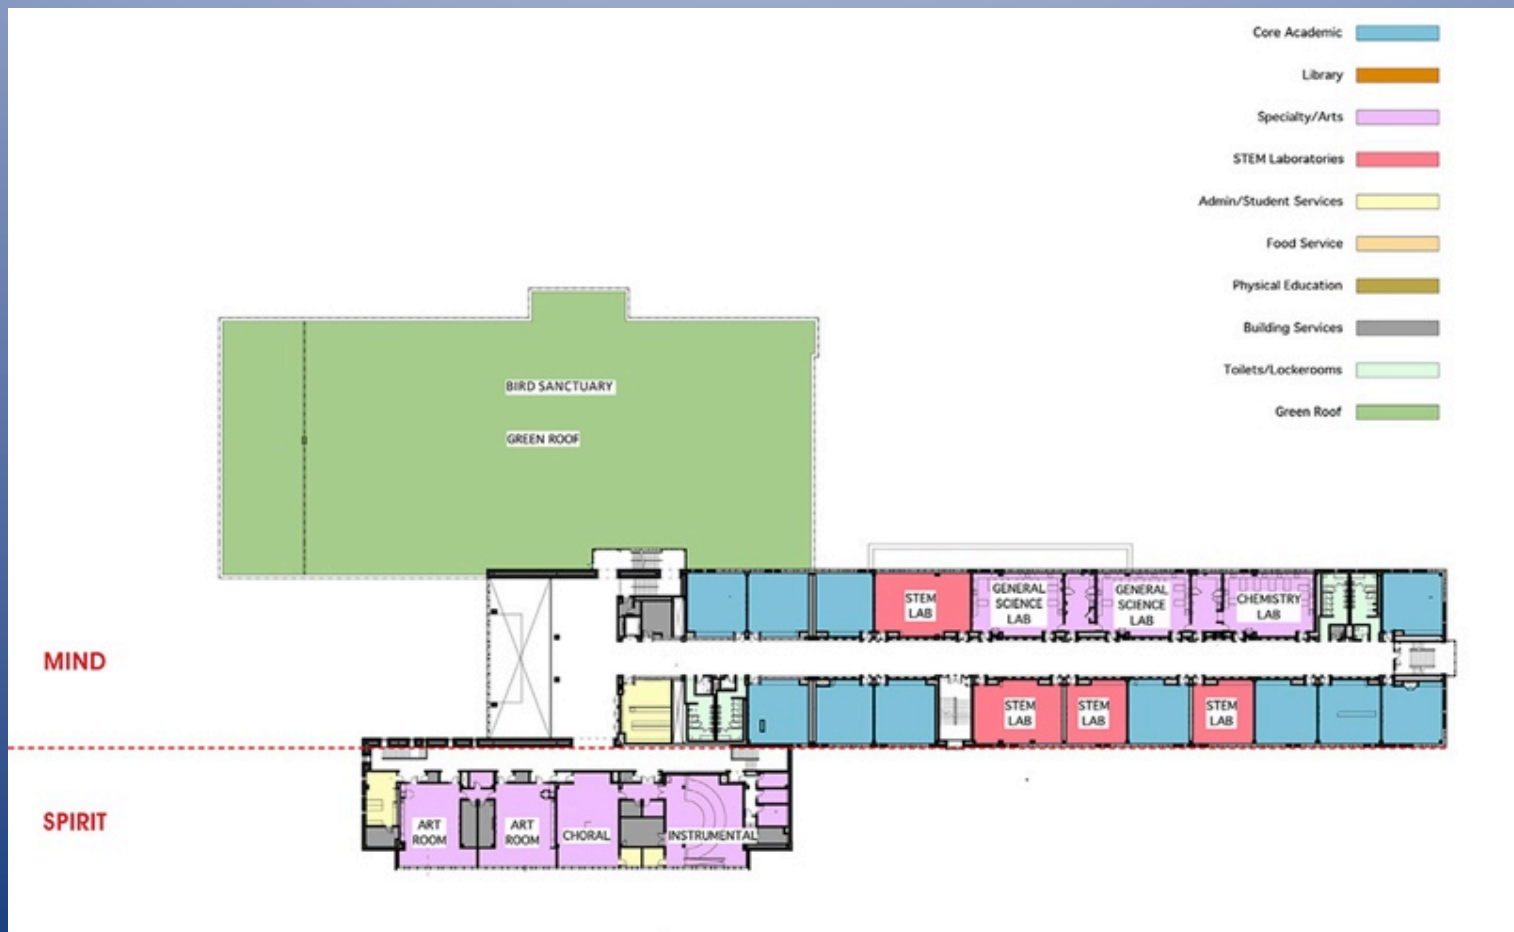 Core Academic
Library
Specialty/Arts
STEM Laboratories
Admin/Student Services
Food Service
Physical Education
Building Services
Toilets/Lockerooms
Green Roof
BIRD SANCTUARY
GREEN ROOF
MIND
STEM
LAB
GENERAL
SCIENCE
LAB
GENERAL
SCIENCE
LAB
CHEMISTRY
LAB
STEM
LAB
STEM
LAB
STEM
LAB
SPIRIT
ART
ROOM
ART
ROOM
CHORAL
INSTRUMENTAL